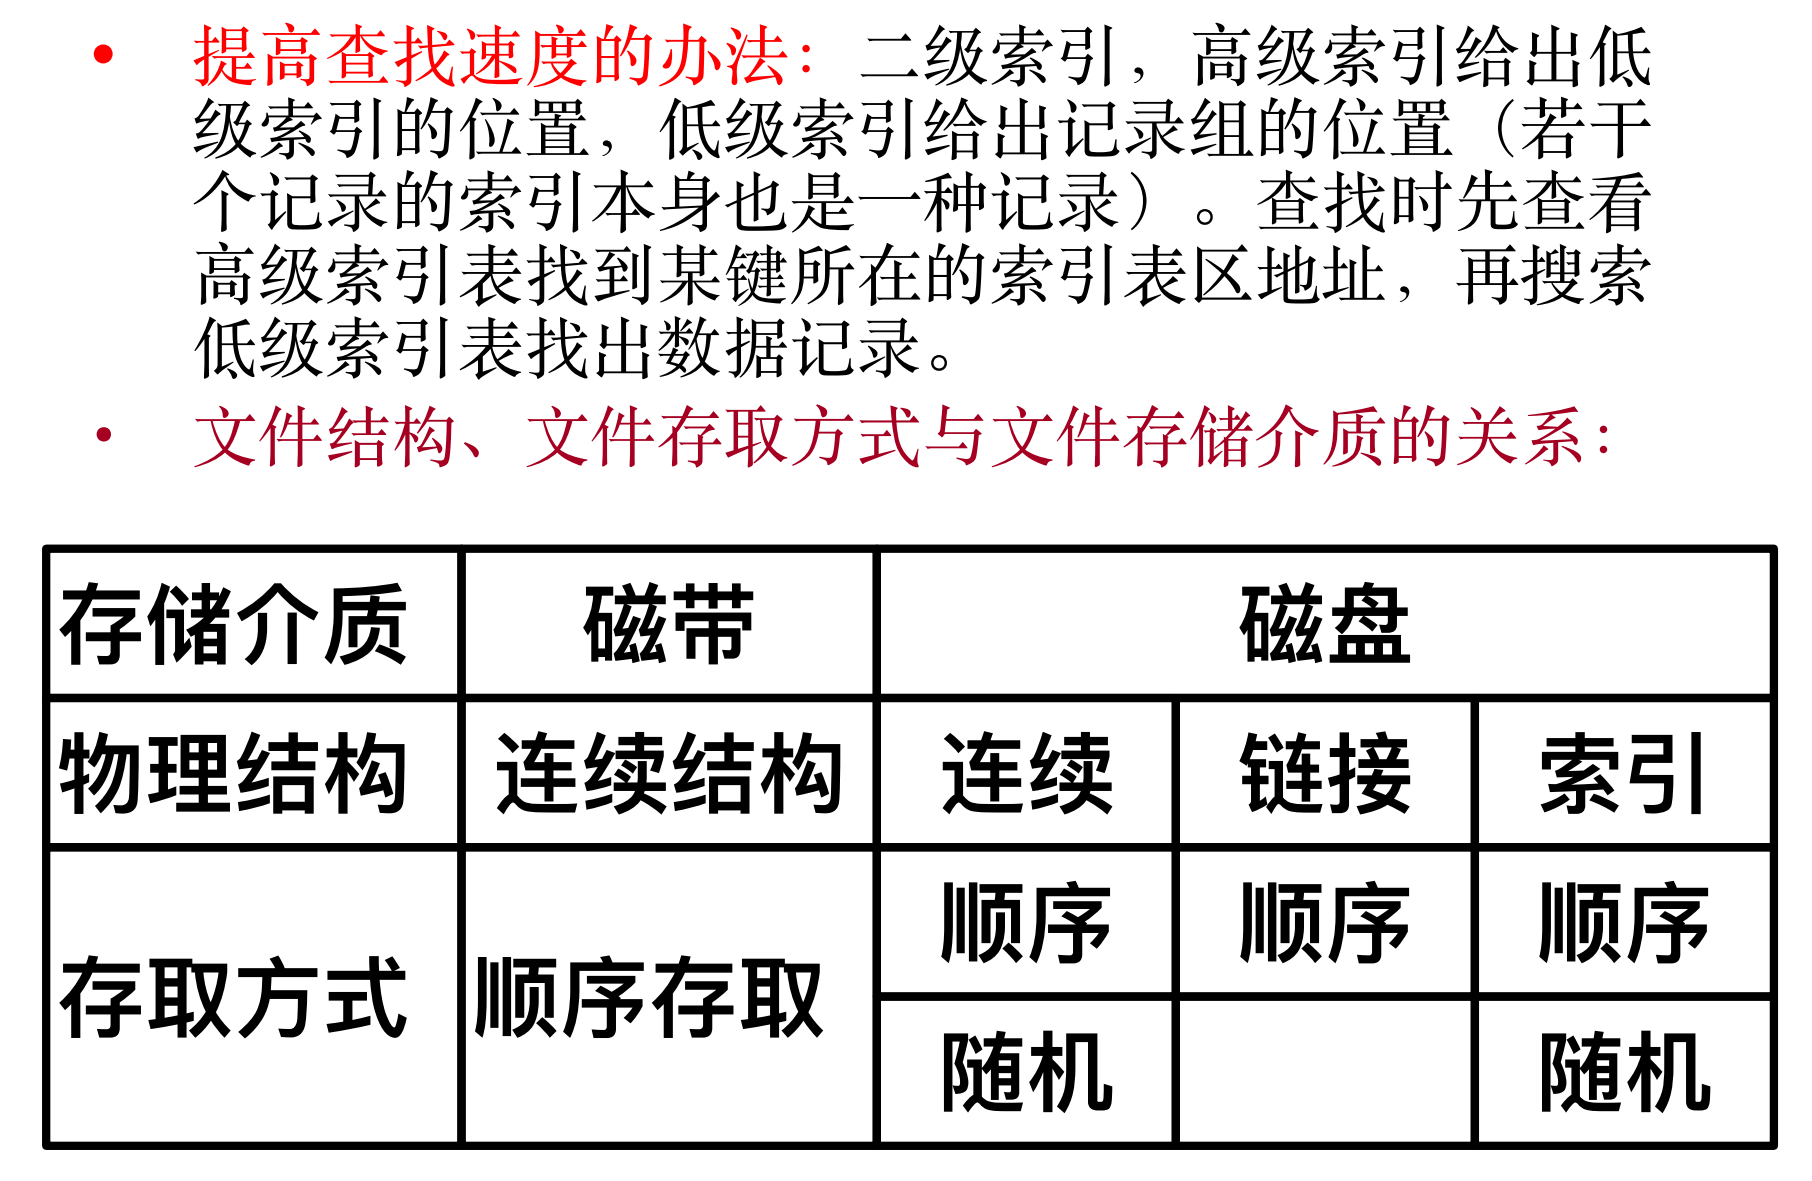 • 提高查找速度的办法：二级索引，高级索引给出低
级索引的位置，低级索引给出记录组的位置（若干
个记录的索引本身也是一种记录）。查找时先查看
高级索引表找到某键所在的索引表区地址，再搜索
低级索引表找出数据记录。
• 文件结构、文件存取方式与文件存储介质的关系：
存储介质 磁带 磁盘
物理结构 连续结构 连续 链接 索引
存取方式 顺序存取 顺序 顺序 顺序
随机 随机